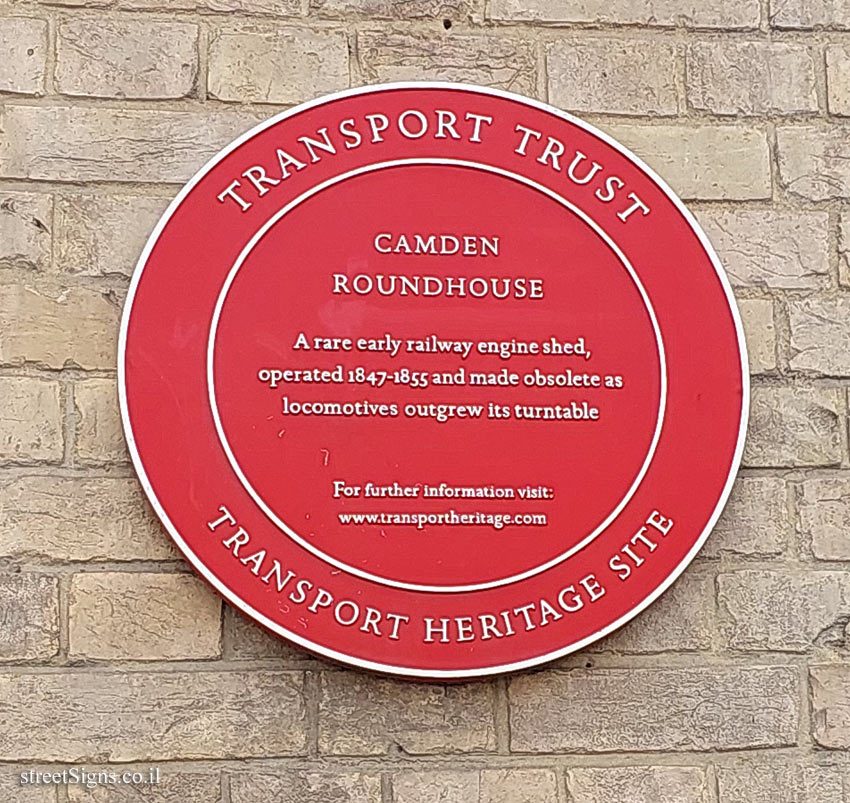 TRANSPORT TRUST
CAMDEN
ROUNDHOUSE
A rare early railway engine shed,
operated 1847-1855 and made obsolete as
locomotives outgrew its turntable
For further information visit:
www.transportheritage.com
TRANSPORT HERITAGE SITE
streetSigns.co.il